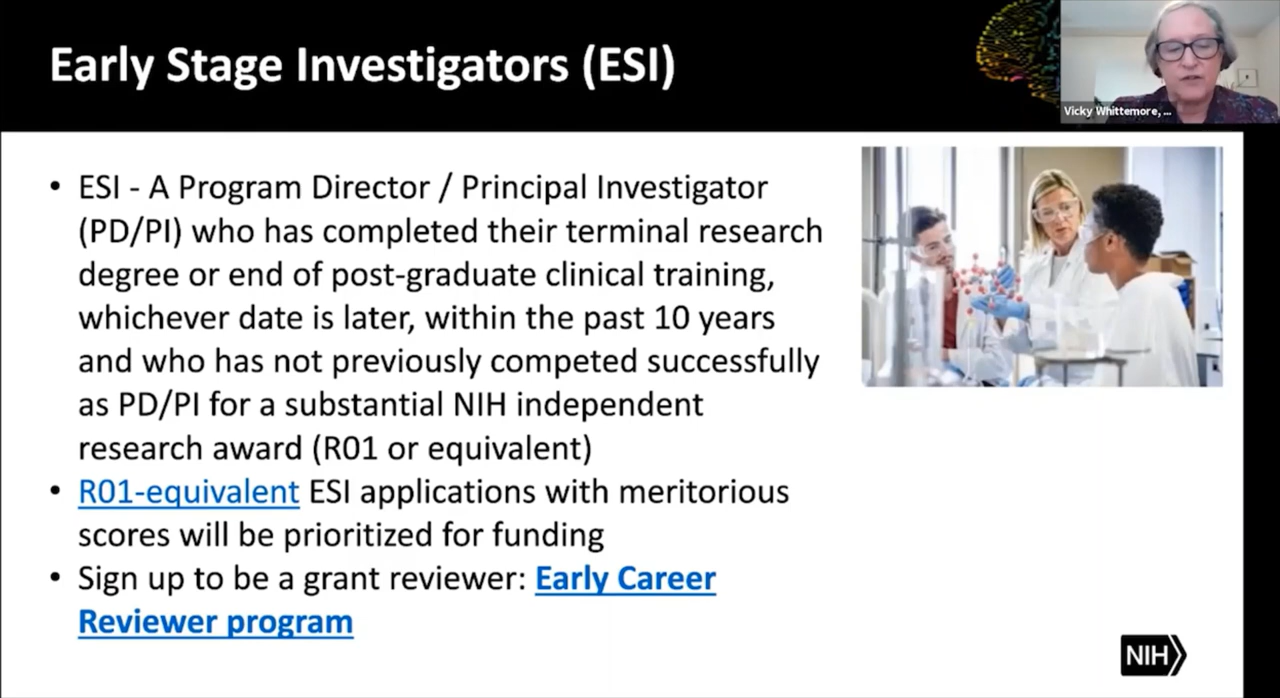 Early Stage Investigators (ESI)
Vicky Whittemore, ...
• ESI - A Program Director / Principal Investigator
(PD/PI) who has completed their terminal research
degree or end of post-graduate clinical training,
whichever date is later, within the past 10 years
and who has not previously competed successfully
as PD/PI for a substantial NIH independent
research award (R01 or equivalent)
• R01-equivalent ESI applications with meritorious
scores will be prioritized for funding
• Sign up to be a grant reviewer: Early Career
Reviewer program
NIH